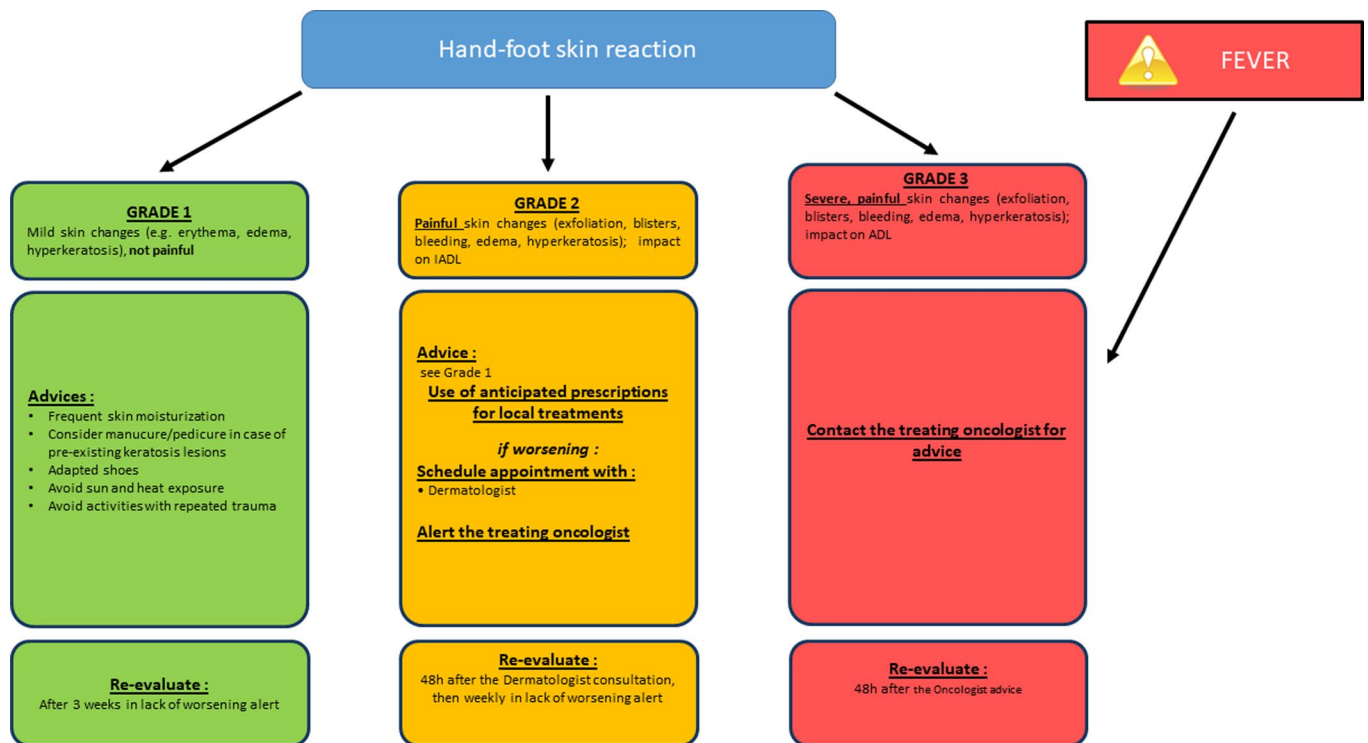 Hand-foot skin reaction
FEVER
GRADE 1
Mild skin changes (e.g. erythema, edema,
hyperkeratosis), not painful
Advices :
• Frequent skin moisturization
• Consider manucure/pedicure in case of
pre-existing keratosis lesions
• Adapted shoes
• Avoid sun and heat exposure
• Avoid activities with repeated trauma
Re-evaluate :
After 3 weeks in lack of worsening alert
GRADE 2
Painful skin changes (exfoliation, blisters,
bleeding, edema, hyperkeratosis); impact
on IADL
Advice :
see Grade 1
Use of anticipated prescriptions
for local treatments
if worsening :
Schedule appointment with :
• Dermatologist
Alert the treating oncologist
Re-evaluate :
48h after the Dermatologist consultation,
then weekly in lack of worsening alert
GRADE 3
Severe, painful skin changes (exfoliation,
blisters, bleeding, edema, hyperkeratosis);
impact on ADL
Contact the treating oncologist for
advice
Re-evaluate :
48h after the Oncologist advice